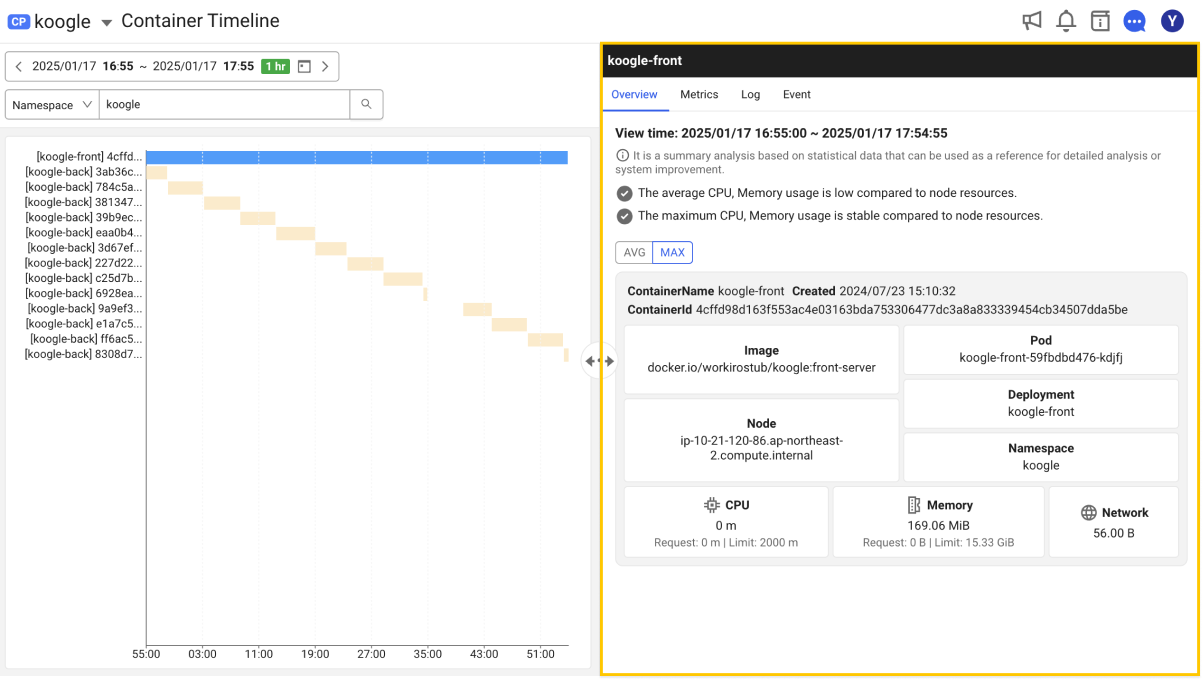 CP koogle Container Timeline
Y
2025/01/17 16:55 ~ 2025/01/17 17:55 1 hr
Namespace koogle
[koogle-front] 4cffd...
[koogle-back] 3ab36c...
[koogle-back] 784c5a...
[koogle-back] 381347...
[koogle-back] 39b9ec...
[koogle-back] eaa0b4...
[koogle-back] 3d67ef...
[koogle-back] 227d22...
[koogle-back] c25d7b...
[koogle-back] 6928ea...
[koogle-back] 9a9ef3...
[koogle-back] e1a7c5...
[koogle-back] ff6ac5...
[koogle-back] 8308d7...
55:00 03:00 11:00 19:00 27:00 35:00 43:00 51:00
koogle-front
Overview Metrics Log Event
View time: 2025/01/17 16:55:00 ~ 2025/01/17 17:54:55
It is a summary analysis based on statistical data that can be used as a reference for detailed analysis or
system improvement.
The average CPU, Memory usage is low compared to node resources.
The maximum CPU, Memory usage is stable compared to node resources.
AVG MAX
ContainerName koogle-front Created 2024/07/23 15:10:32
ContainerId 4cffd98d163f553ac4e03163bda753306477dc3a8a833339454cb34507dda5be
Image
docker.io/workirostub/koogle:front-server
Pod
koogle-front-59fbdbd476-kdjfj
Deployment
koogle-front
Node
ip-10-21-120-86.ap-northeast-
2.compute.internal
Namespace
koogle
CPU
0 m
Request: 0 m | Limit: 2000 m
Memory
169.06 MiB
Request: 0 B | Limit: 15.33 GiB
Network
56.00 B